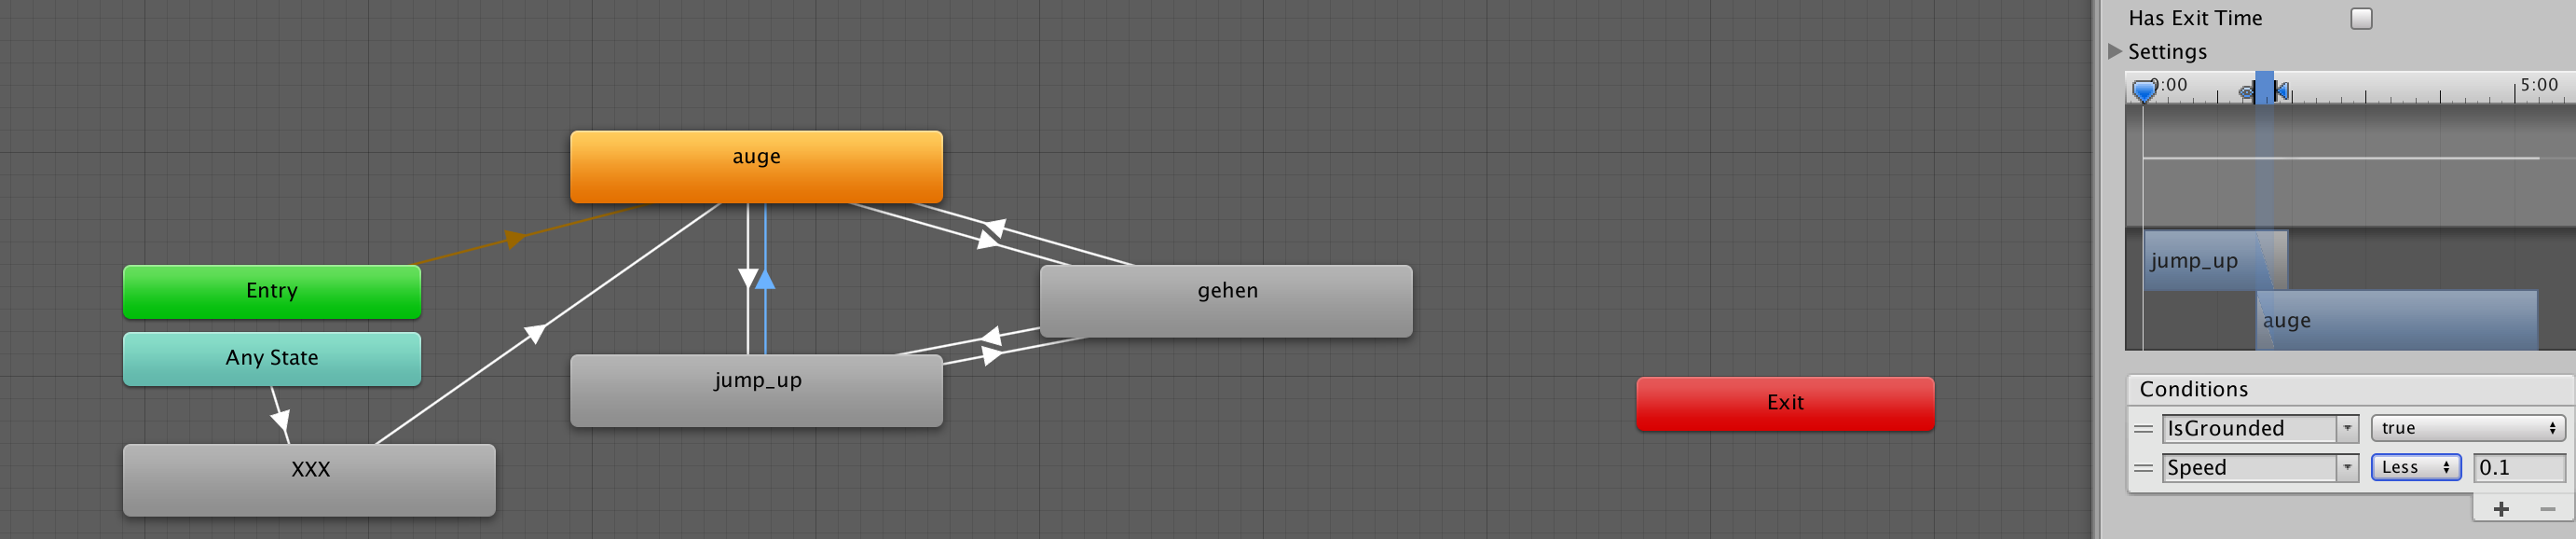 auge
Entry
Any State
XXX
jump_up
gehen
Exit
Has Exit Time
Settings
0:00 5:00
jump_up
auge
Conditions
IsGrounded true
Speed Less 0.1